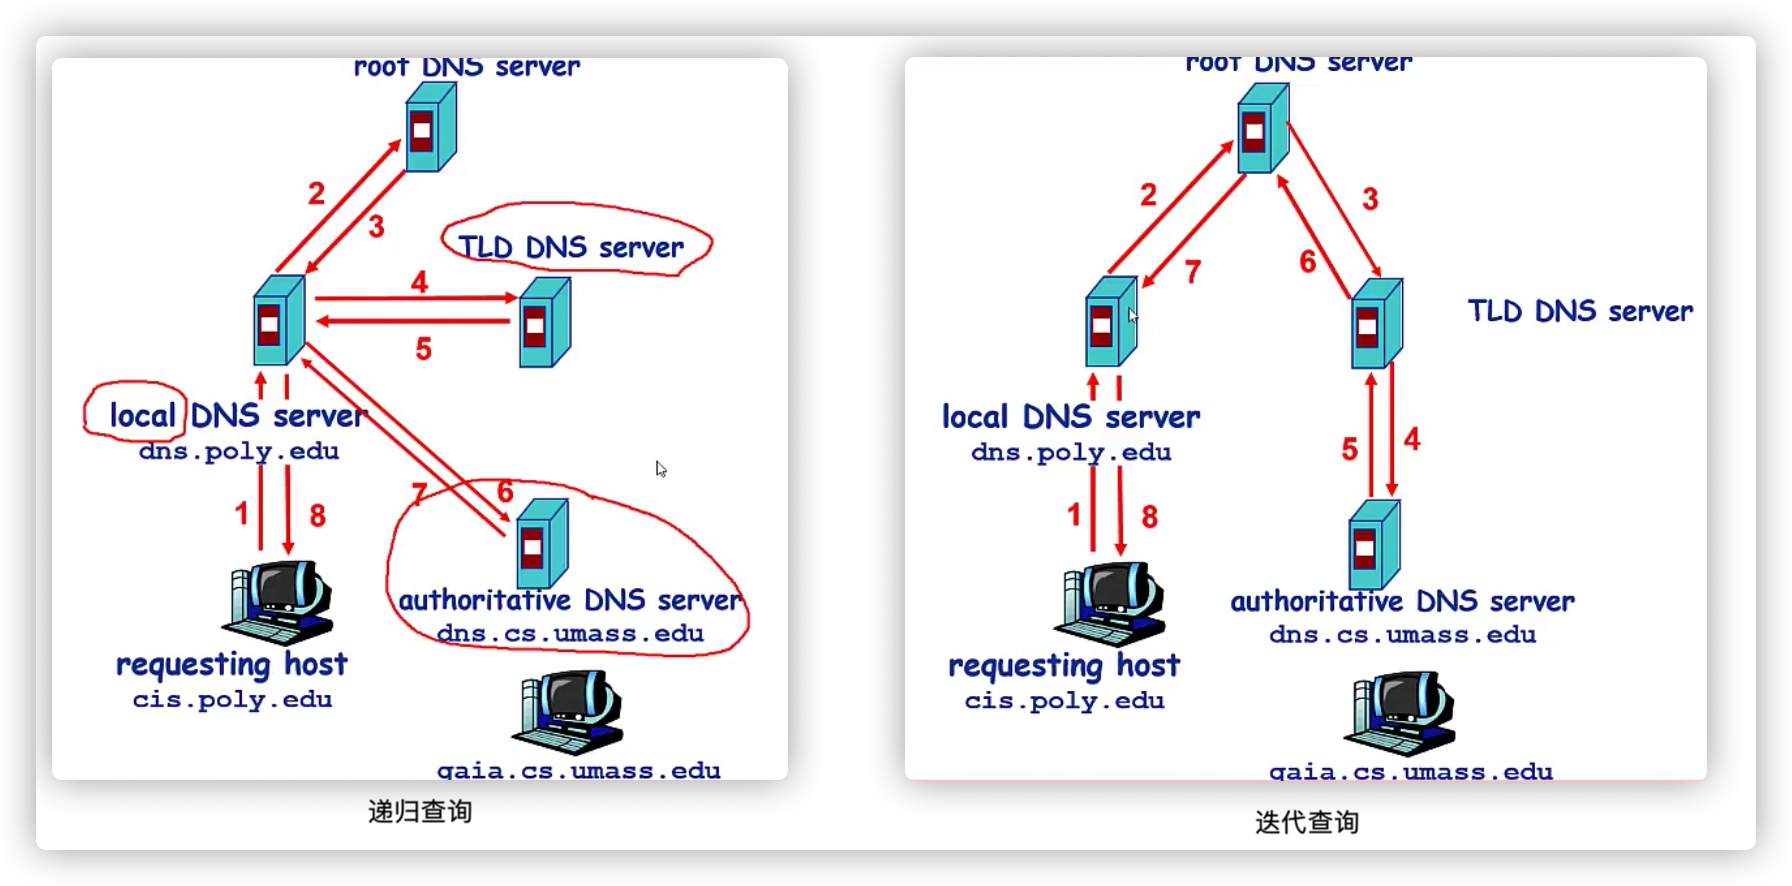 root DNS server
2
3
TLD DNS server
4
5
local DNS server
dns.poly.edu
7
6
1
8
authoritative DNS server
dns.cs.umass.edu
requesting host
cis.poly.edu
gaia.cs.umass.edu
递归查询
root DNS server
2
3
7
6
TLD DNS server
local DNS server
dns.poly.edu
5
4
1
8
authoritative DNS server
dns.cs.umass.edu
requesting host
cis.poly.edu
gaia.cs.umass.edu
迭代查询